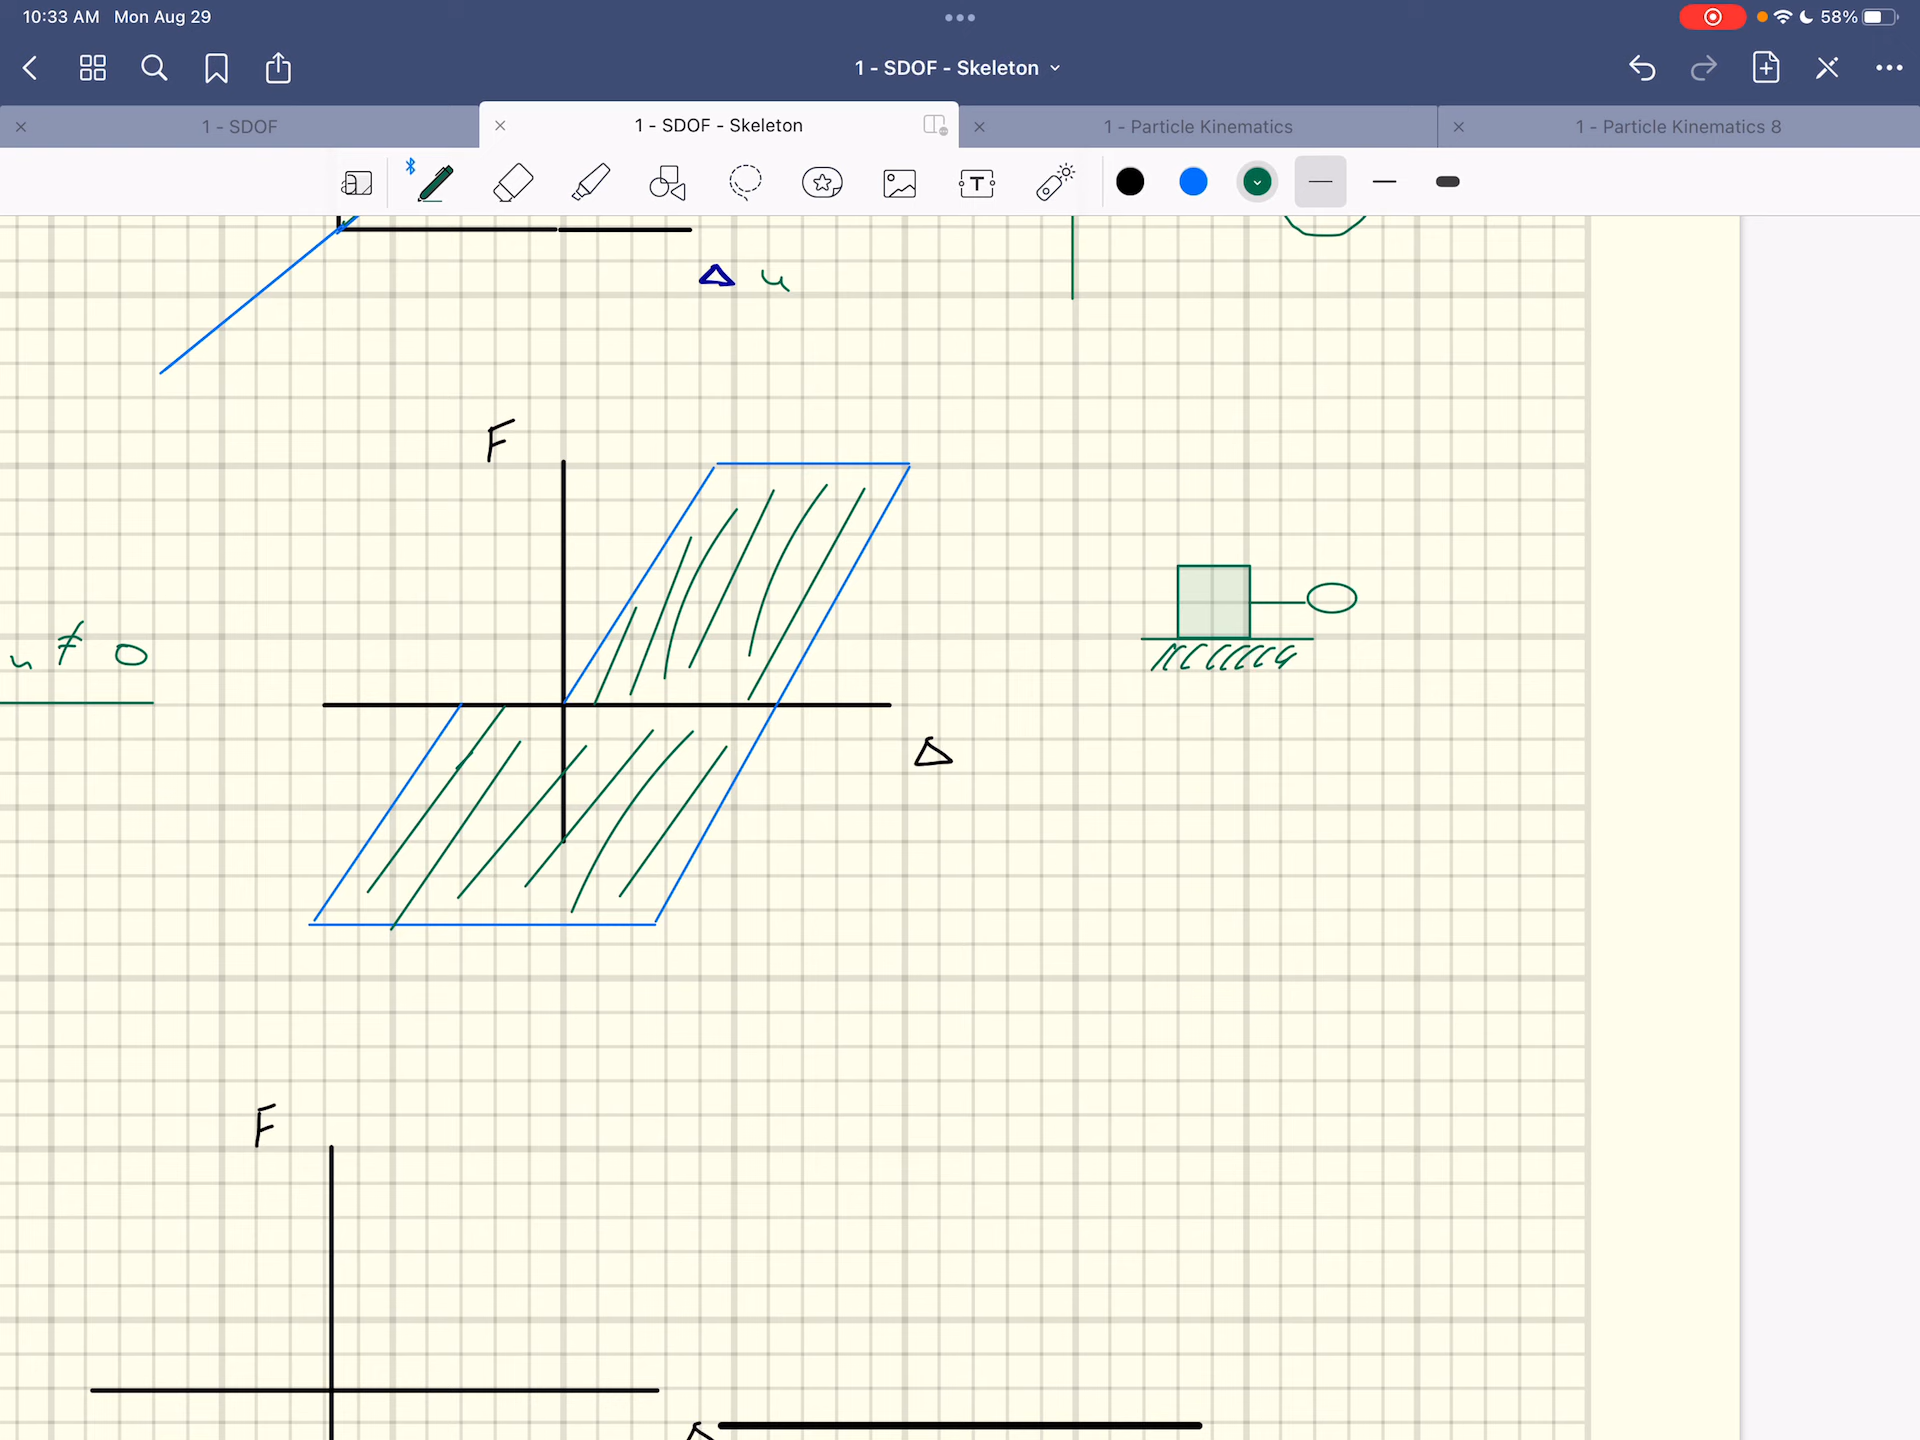 10:33 AM Mon Aug 29
58%
1 - SDOF - Skeleton
1 - SDOF
1 - SDOF - Skeleton
1 - Particle Kinematics
1 - Particle Kinematics 8
T
Δ u
F
u ≠ 0
Δ
F
Δ